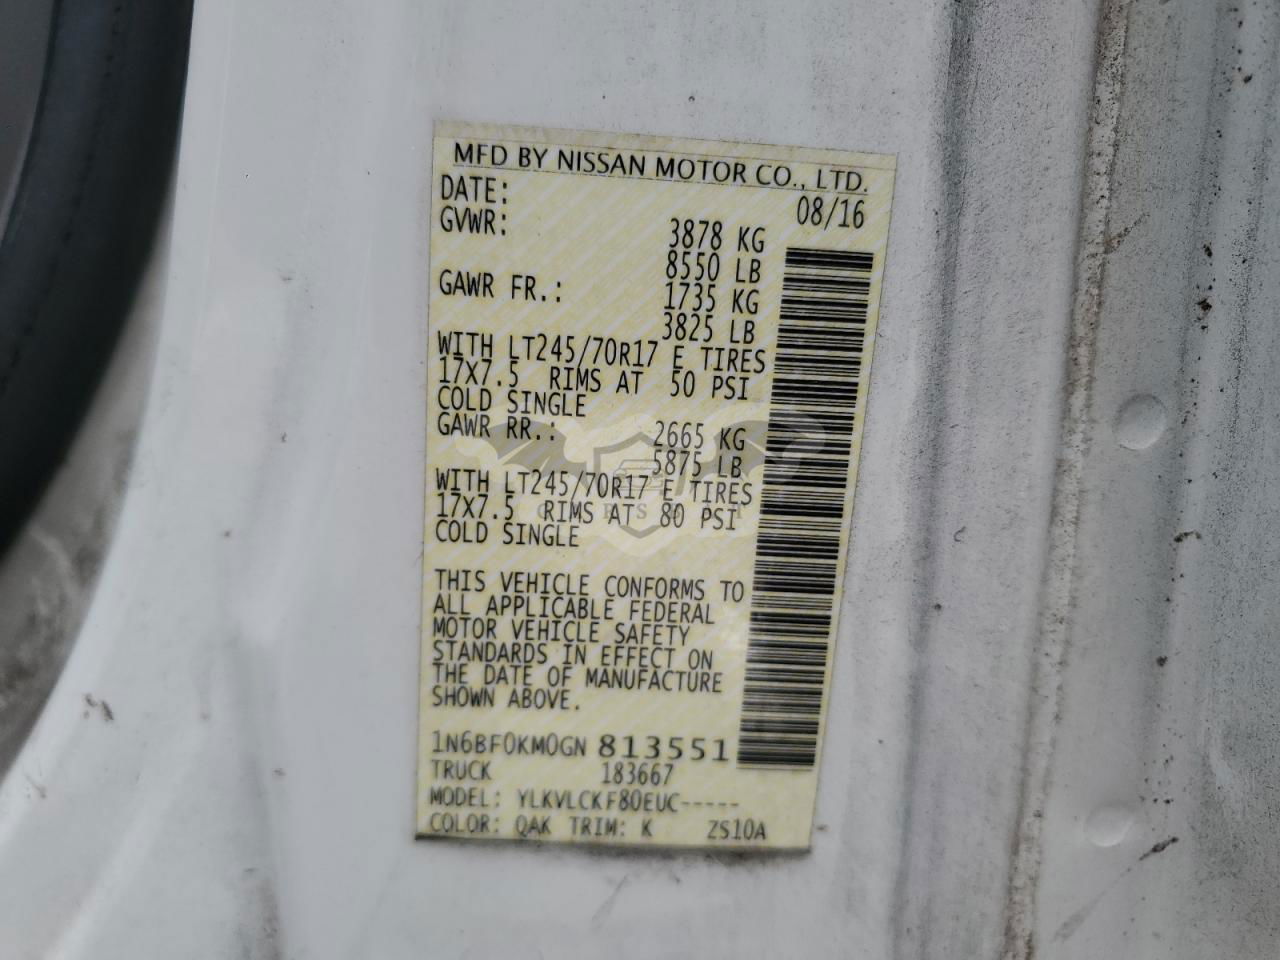 MFD BY NISSAN MOTOR CO., LTD.
DATE: 08/16
GVWR: 3878 KG
8550 LB
GAWR FR.: 1735 KG
3825 LB
WITH LT245/70R17 E TIRES
17X7.5 RIMS AT 50 PSI
COLD SINGLE
GAWR RR.: 2665 KG
5875 LB
WITH LT245/70R17 E TIRES
17X7.5 RIMS AT 80 PSI
COLD SINGLE
THIS VEHICLE CONFORMS TO
ALL APPLICABLE FEDERAL
MOTOR VEHICLE SAFETY
STANDARDS IN EFFECT ON
THE DATE OF MANUFACTURE
SHOWN ABOVE.
1N6BF0KM0GN 813551
TRUCK 183667
MODEL: YLKVLCKF80EUC-----
COLOR: QAK TRIM: K ZS10A